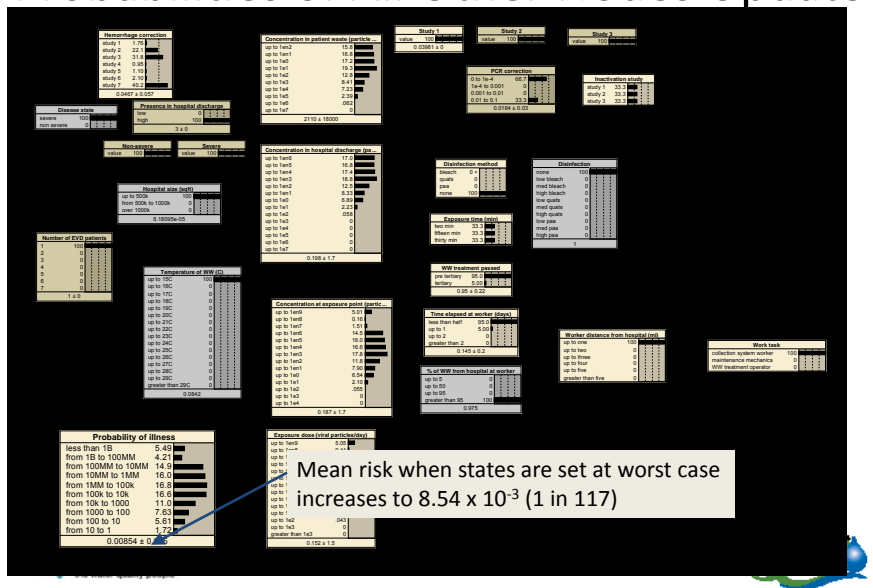 Hemorrhage correction
study 1 1.76
study 2 22.1
study 3 31.8
study 4 0.95
study 5 1.10
study 6 2.10
study 7 40.2
0.0467 ± 0.057
Concentration in patient waste (particle ...
up to 1en2 15.8
up to 1en1 16.8
up to 1e0 17.2
up to 1e1 19.3
up to 1e2 12.8
up to 1e3 8.41
up to 1e4 7.23
up to 1e5 2.39
up to 1e6 .062
up to 1e7 0
2110 ± 18000
Study 1
value 100
0.03981 ± 0
Study 2
value 100
Study 3
value 100
PCR correction
0 to 1e-4 66.7
1e-4 to 0.001 0
0.001 to 0.01 0
0.01 to 0.1 33.3
0.0184 ± 0.03
Inactivation study
study 1 33.3
study 2 33.3
study 3 33.3
Disease state
severe 100
non severe 0
Presence in hospital discharge
low 0
high 100
3 ± 0
Non-severe
value 100
Severe
value 100
Concentration in hospital discharge (pa...
up to 1en6 17.0
up to 1en5 16.8
up to 1en4 17.4
up to 1en3 18.8
up to 1en2 12.5
up to 1en1 8.33
up to 1e0 6.89
up to 1e1 2.23
up to 1e2 .058
up to 1e3 0
up to 1e4 0
up to 1e5 0
up to 1e6 0
up to 1e7 0
0.198 ± 1.7
Disinfection method
bleach 0 +
quats 0
paa 0
none 100
Disinfection
none 100
low bleach 0
med bleach 0
high bleach 0
low quats 0
med quats 0
high quats 0
low paa 0
med paa 0
high paa 0
1
Hospital size (sqft)
up to 500k 100
from 500k to 1000k 0
over 1000k 0
6.18095e-05
Exposure time (min)
two min 33.3
fifteen min 33.3
thirty min 33.3
Number of EVD patients
1 100
2 0
3 0
4 0
5 0
6 0
7 0
1 ± 0
Temperature of WW (C)
up to 15C 100
up to 16C 0
up to 17C 0
up to 18C 0
up to 19C 0
up to 20C 0
up to 21C 0
up to 22C 0
up to 23C 0
up to 24C 0
up to 25C 0
up to 26C 0
up to 27C 0
up to 28C 0
up to 29C 0
greater than 29C 0
0.0842
WW treatment passed
pre tertiary 95.0
tertiary 5.00
0.95 ± 0.22
Concentration at exposure point (partic...
up to 1en9 5.01
up to 1en8 0.16
up to 1en7 1.51
up to 1en6 14.5
up to 1en5 16.0
up to 1en4 16.6
up to 1en3 17.8
up to 1en2 11.8
up to 1en1 7.90
up to 1e0 6.54
up to 1e1 2.10
up to 1e2 .055
up to 1e3 0
up to 1e4 0
0.187 ± 1.7
Time elapsed at worker (days)
less than half 95.0
up to 1 5.00
up to 2 0
greater than 2 0
0.145 ± 0.2
Worker distance from hospital (mi)
up to one 100
up to two 0
up to three 0
up to four 0
up to five 0
greater than five 0
Work task
collection system worker 100
maintenance mechanics 0
WW treatment operator 0
% of WW from hospital at worker
up to 5 0
up to 50 0
up to 95 0
greater than 95 100
0.975
Probability of illness
less than 1B 5.49
from 1B to 100MM 4.21
from 100MM to 10MM 14.9
from 10MM to 1MM 16.0
from 1MM to 100k 16.8
from 100k to 10k 16.6
from 10k to 1000 11.0
from 1000 to 100 7.63
from 100 to 10 5.61
from 10 to 1 1.72
0.00854 ± 0
Exposure dose (viral particles/day)
up to 1en9 5.05
up to 1e2 .043
up to 1e3 0
greater than 1e3 0
0.152 ± 1.5
Mean risk when states are set at worst case
increases to 8.54 x 10⁻³ (1 in 117)